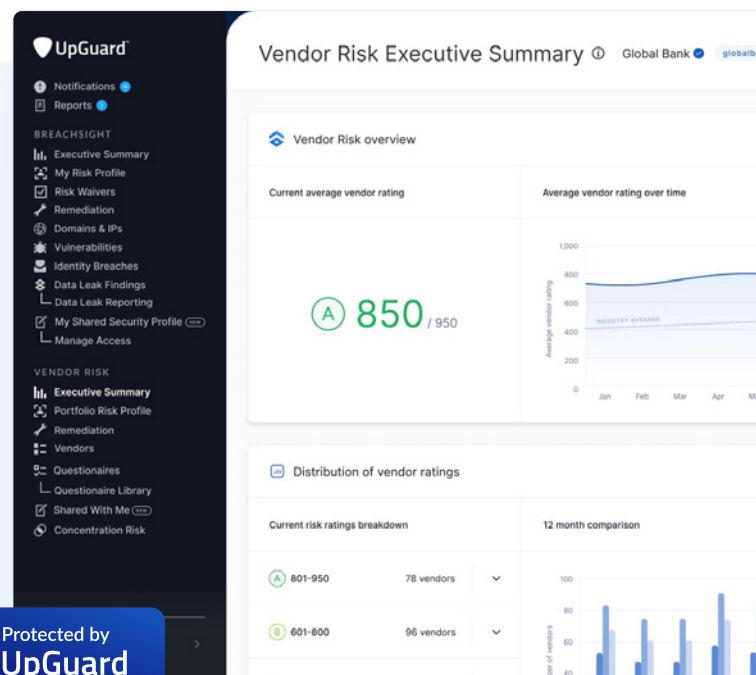 UpGuard
Vendor Risk Executive Summary
Global Bank
Notifications
Reports
BREACHSIGHT
Executive Summary
My Risk Profile
Risk Waivers
Remediation
Domains & IPs
Vulnerabilities
Identity Breaches
Data Leak Findings
Data Leak Reporting
My Shared Security Profile NEW
Manage Access
VENDOR RISK
Executive Summary
Portfolio Risk Profile
Remediation
Vendors
Questionaires
Questionaire Library
Shared With Me NEW
Concentration Risk
Protected by
UpGuard
Vendor Risk overview
Current average vendor rating
A 850 / 950
Average vendor rating over time
Average vendor rating
1,000
800
600
400
200
0
INDUSTRY AVERAGE
Jan Feb Mar Apr
Distribution of vendor ratings
Current risk ratings breakdown
A 801-950 78 vendors
B 601-800 96 vendors
12 month comparison
100
80
60
40